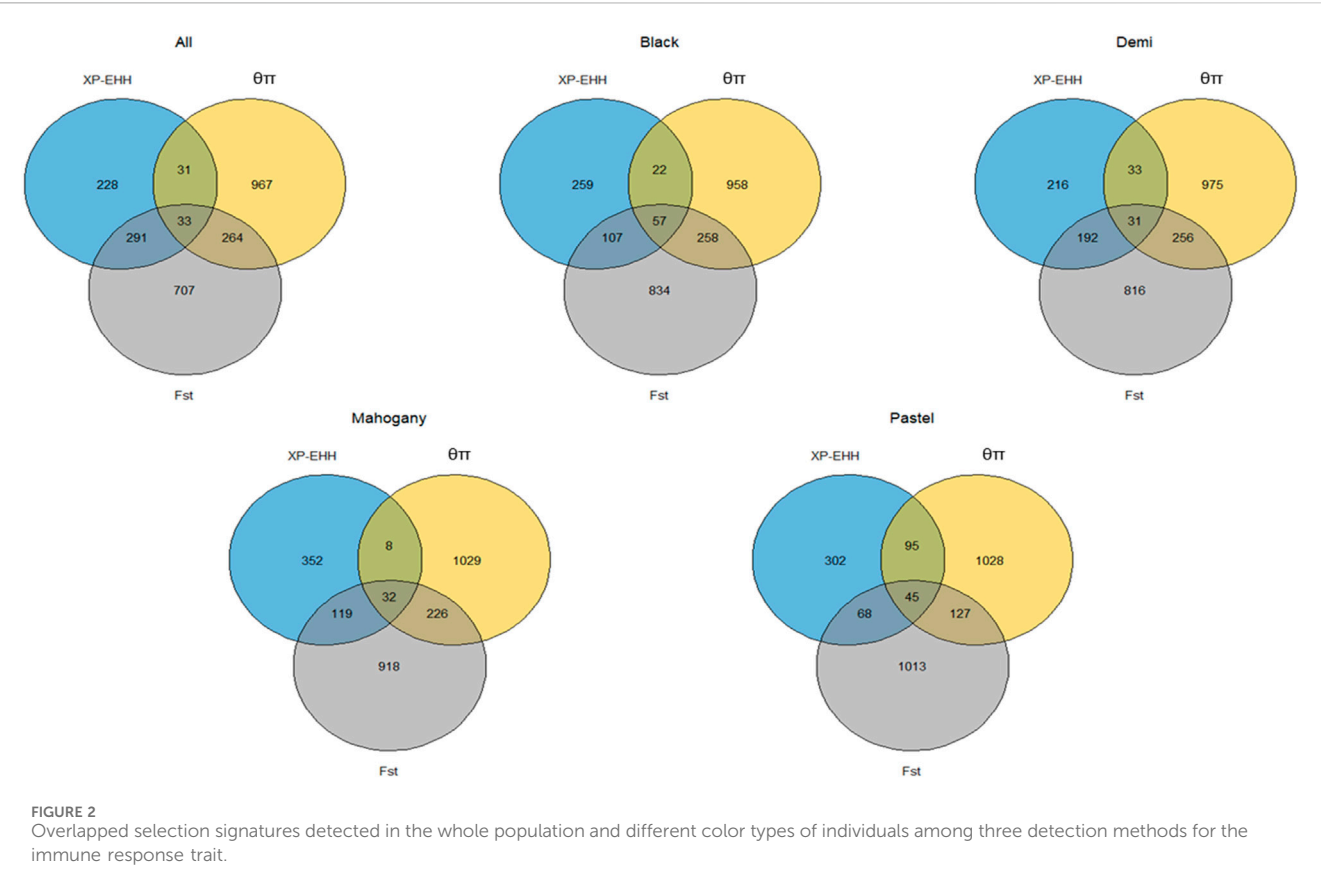 All
XP-EHH
θπ
31
228
967
33
291
264
707
Fst
Black
XP-EHH
θπ
22
259
958
57
107
258
834
Fst
Demi
XP-EHH
θπ
33
216
975
31
192
256
816
Fst
Mahogany
XP-EHH
θπ
8
352
1029
32
119
226
918
Fst
Pastel
XP-EHH
θπ
95
302
1028
45
68
127
1013
Fst
FIGURE 2
Overlapped selection signatures detected in the whole population and different color types of individuals among three detection methods for the
immune response trait.